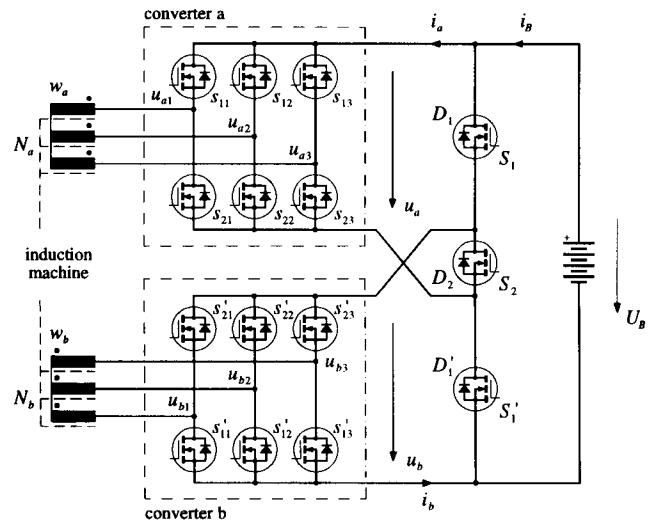 converter a
i_a
i_B
w_a
s_11
s_12
s_13
u_a1
D_1
N_a
u_a2
S_1
u_a3
s_21
s_22
s_23
u_a
induction
machine
D_2
S_2
+
U_B
s'_21
s'_22
s'_23
w_b
u_b3
D'_1
u_b2
N_b
u_b1
S'_1
s'_11
s'_12
s'_13
u_b
i_b
converter b